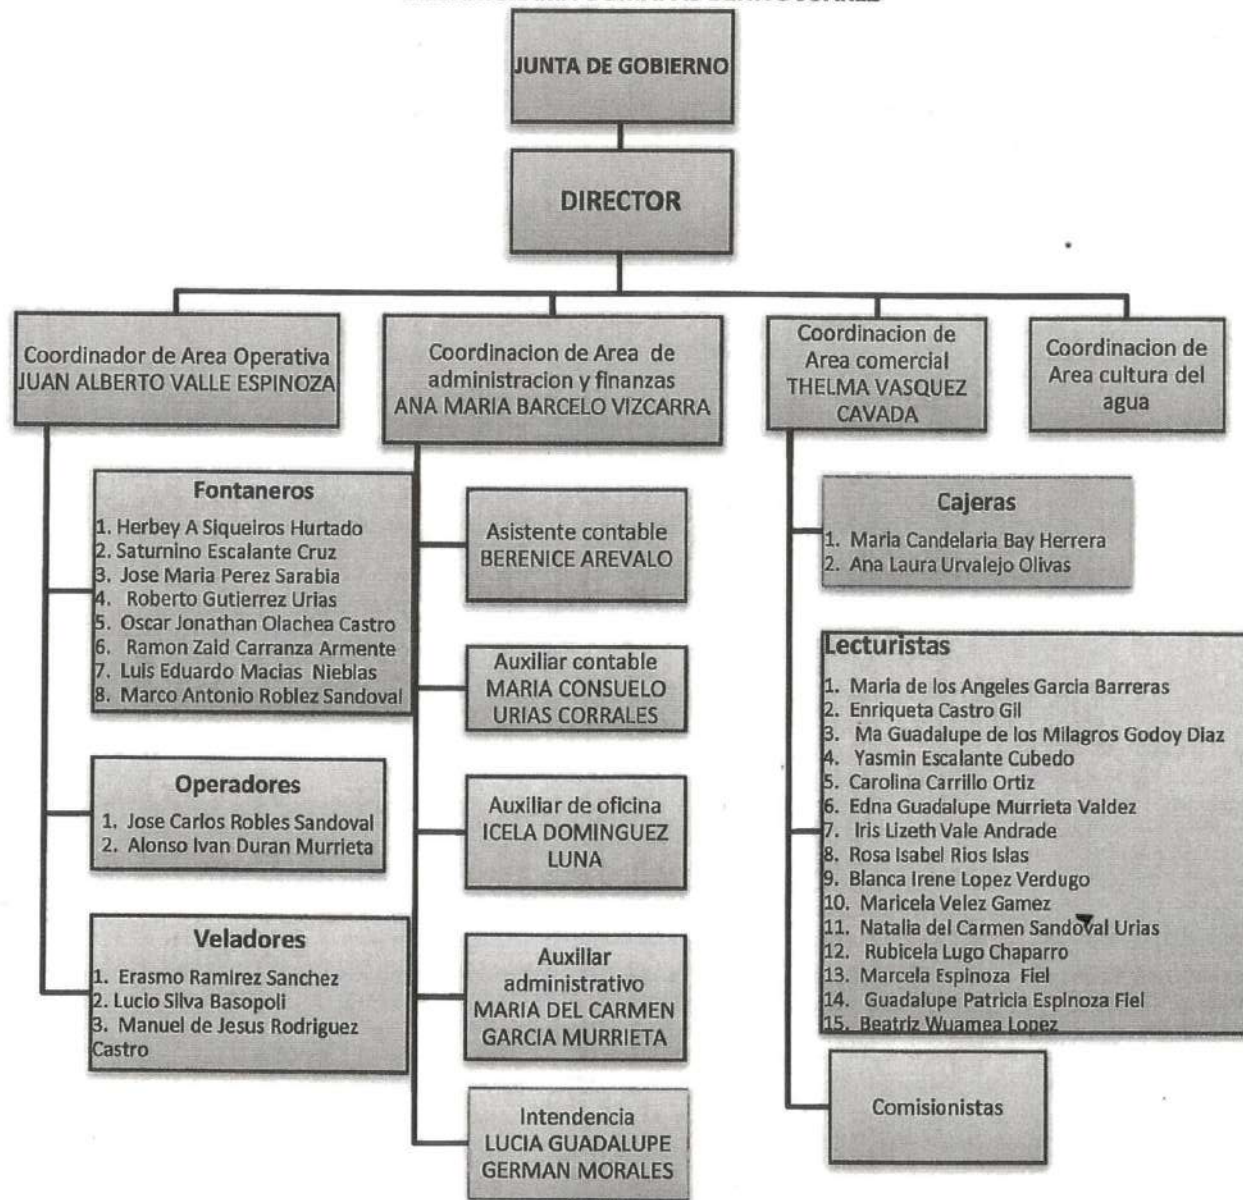 JUNTA DE GOBIERNO
DIRECTOR
Coordinador de Area Operativa
JUAN ALBERTO VALLE ESPINOZA
Coordinacion de Area de
administracion y finanzas
ANA MARIA BARCELO VIZCARRA
Coordinacion de
Area comercial
THELMA VASQUEZ
CAVADA
Coordinacion de
Area cultura del
agua
Fontaneros
1. Herbey A Siqueiros Hurtado
2. Saturnino Escalante Cruz
3. Jose Maria Perez Sarabia
4. Roberto Gutierrez Urias
5. Oscar Jonathan Olachea Castro
6. Ramon Zaid Carranza Armente
7. Luis Eduardo Macias Nieblas
8. Marco Antonio Roblez Sandoval
Operadores
1. Jose Carlos Robles Sandoval
2. Alonso Ivan Duran Murrieta
Veladores
1. Erasmo Ramirez Sanchez
2. Lucio Silva Basopoli
3. Manuel de Jesus Rodriguez
Castro
Asistente contable
BERENICE AREVALO
Auxiliar contable
MARIA CONSUELO
URIAS CORRALES
Auxiliar de oficina
ICELA DOMINGUEZ
LUNA
Auxiliar
administrativo
MARIA DEL CARMEN
GARCIA MURRIETA
Intendencia
LUCIA GUADALUPE
GERMAN MORALES
Cajeras
1. Maria Candelaria Bay Herrera
2. Ana Laura Urvalejo Olivas
Lecturistas
1. Maria de los Angeles Garcia Barreras
2. Enriqueta Castro Gil
3. Ma Guadalupe de los Milagros Godoy Diaz
4. Yasmin Escalante Cubedo
5. Carolina Carrillo Ortiz
6. Edna Guadalupe Murrieta Valdez
7. Iris Lizeth Vale Andrade
8. Rosa Isabel Rios Islas
9. Blanca Irene Lopez Verdugo
10. Maricela Velez Gamez
11. Natalia del Carmen Sandoval Urias
12. Rubicela Lugo Chaparro
13. Marcela Espinoza Fiel
14. Guadalupe Patricia Espinoza Fiel
15. Beatriz Wuamea Lopez
Comisionistas